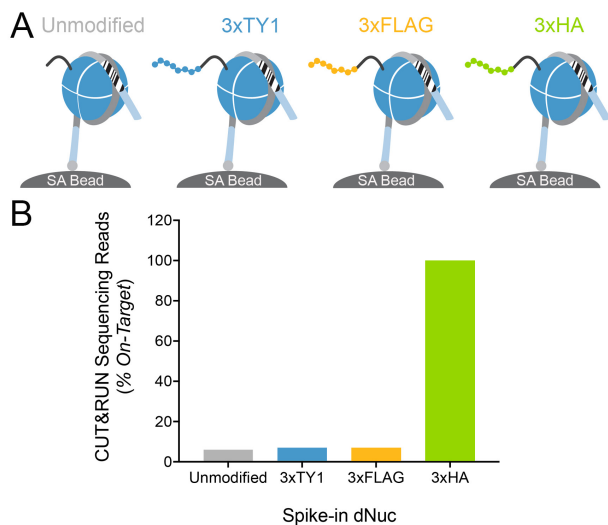 A
Unmodified 3xTY1 3xFLAG 3xHA
SA Bead SA Bead SA Bead SA Bead
B
CUT&RUN Sequencing Reads
(% On-Target)
120
100
80
60
40
20
0
Unmodified 3xTY1 3xFLAG 3xHA
Spike-in dNuc